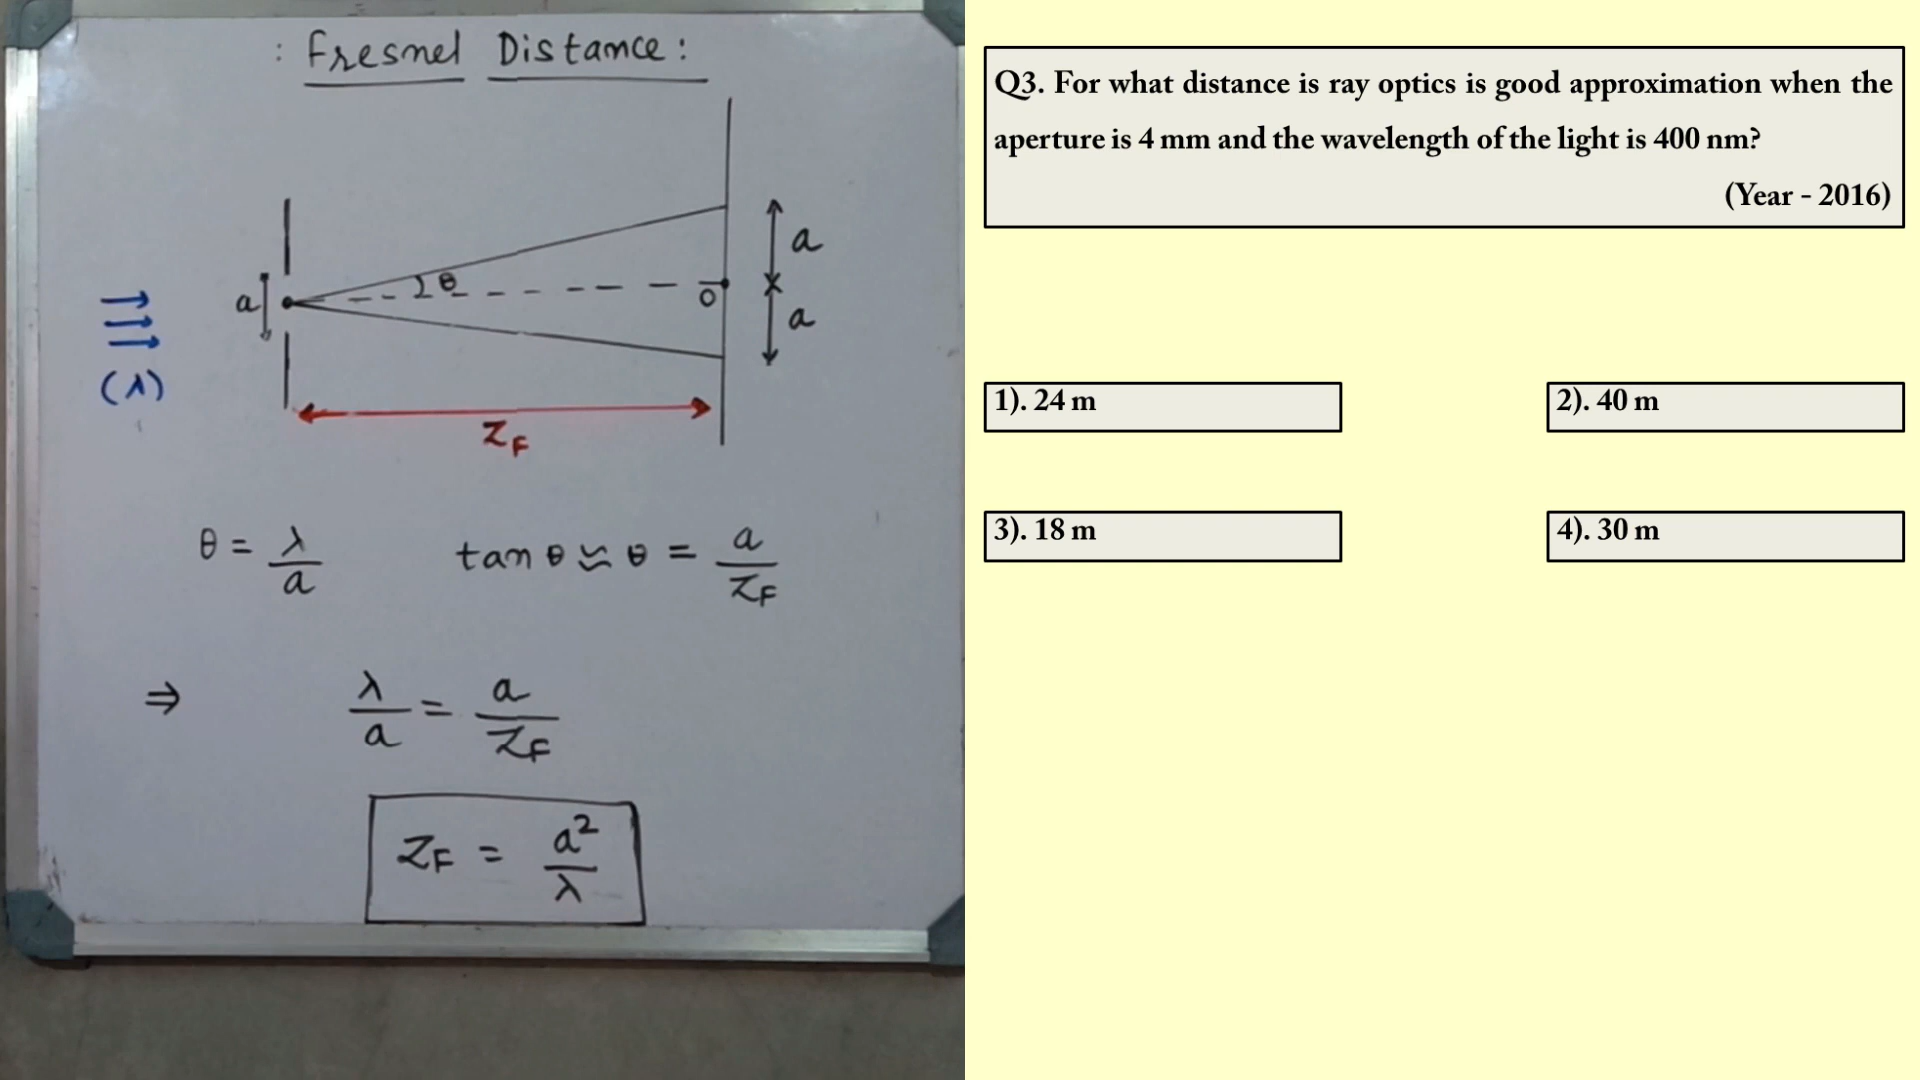 : Fresnel Distance :
a
θ
O
a
a
(λ)
Z_F
θ = λ/a    tan θ ≈ θ = a/Z_F
⇒ λ/a = a/Z_F
Z_F = a²/λ
Q3. For what distance is ray optics is good approximation when the
aperture is 4 mm and the wavelength of the light is 400 nm?
(Year - 2016)
1). 24 m
2). 40 m
3). 18 m
4). 30 m